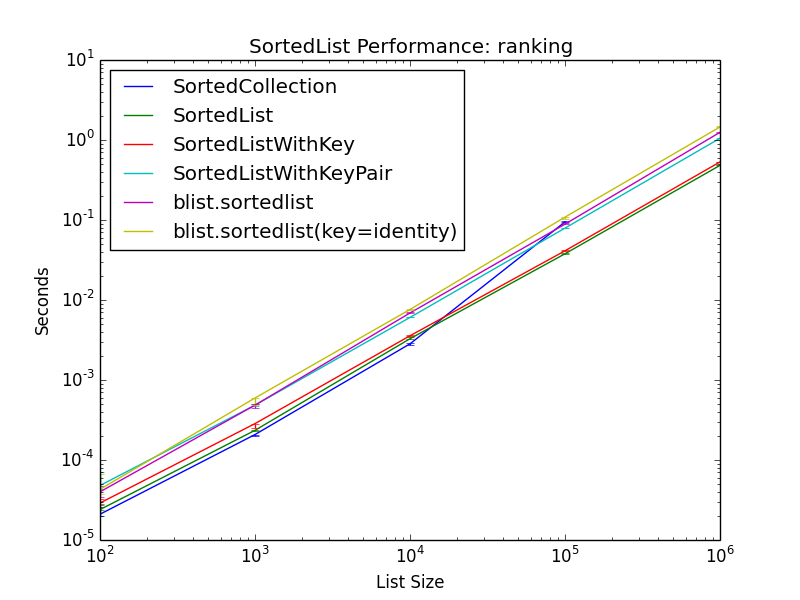 SortedList Performance: ranking
10^1
10^0
10^-1
10^-2
10^-3
10^-4
10^-5
Seconds
SortedCollection
SortedList
SortedListWithKey
SortedListWithKeyPair
blist.sortedlist
blist.sortedlist(key=identity)
10^2 10^3 10^4 10^5 10^6
List Size